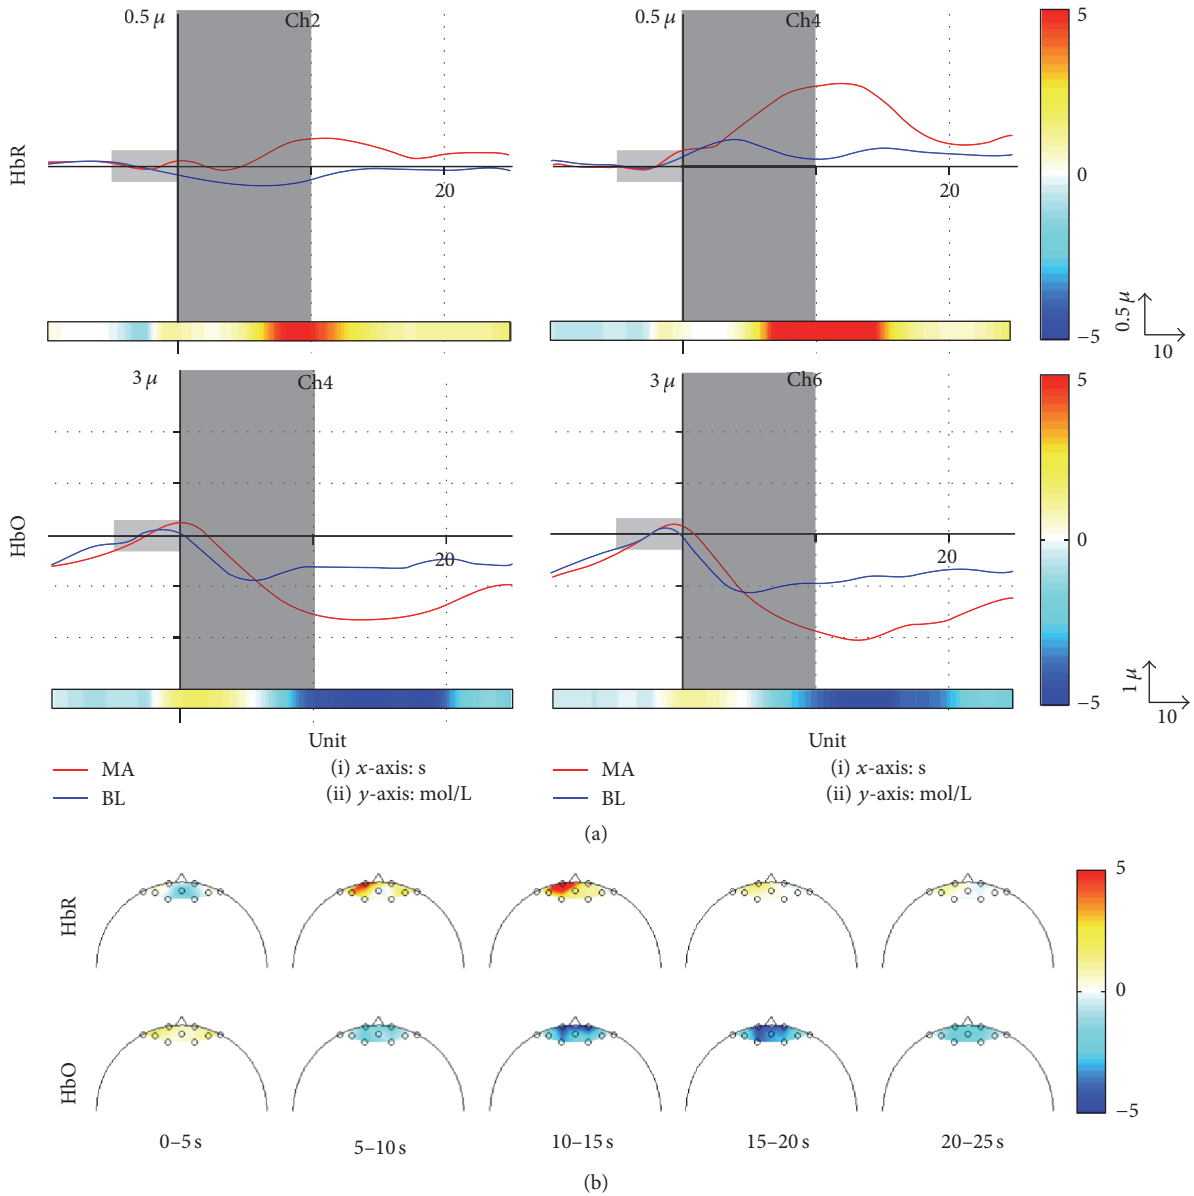 0.5 μ
Ch2
0.5 μ
Ch4
5
HbR
0
20
20
0.5 μ
−5
10
3 μ
Ch4
3 μ
Ch6
5
HbO
0
20
20
1 μ
−5
10
Unit
Unit
MA
(i) x-axis: s
MA
(i) x-axis: s
BL
(ii) y-axis: mol/L
BL
(ii) y-axis: mol/L
(a)
5
HbR
0
HbO
−5
0–5 s
5–10 s
10–15 s
15–20 s
20–25 s
(b)